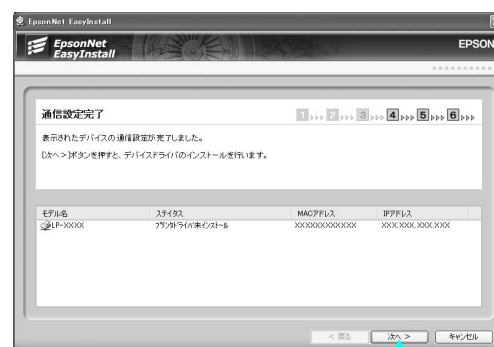 EpsonNet EasyInstall
EpsonNet
EasyInstall
EPSON
通信設定完了
1 2 3 4 5 6
表示されたデバイスの通信設定が完了しました。
[次へ >]ボタンを押すと、デバイスドライバのインストールを行います。
モデル名 ステイタス MACアドレス IPアドレス
LP-XXXX プリンタドライバ未インストール XXXXXXXXXXXX XXX.XXX.XXX.XXX
< 戻る 次へ > キャンセル